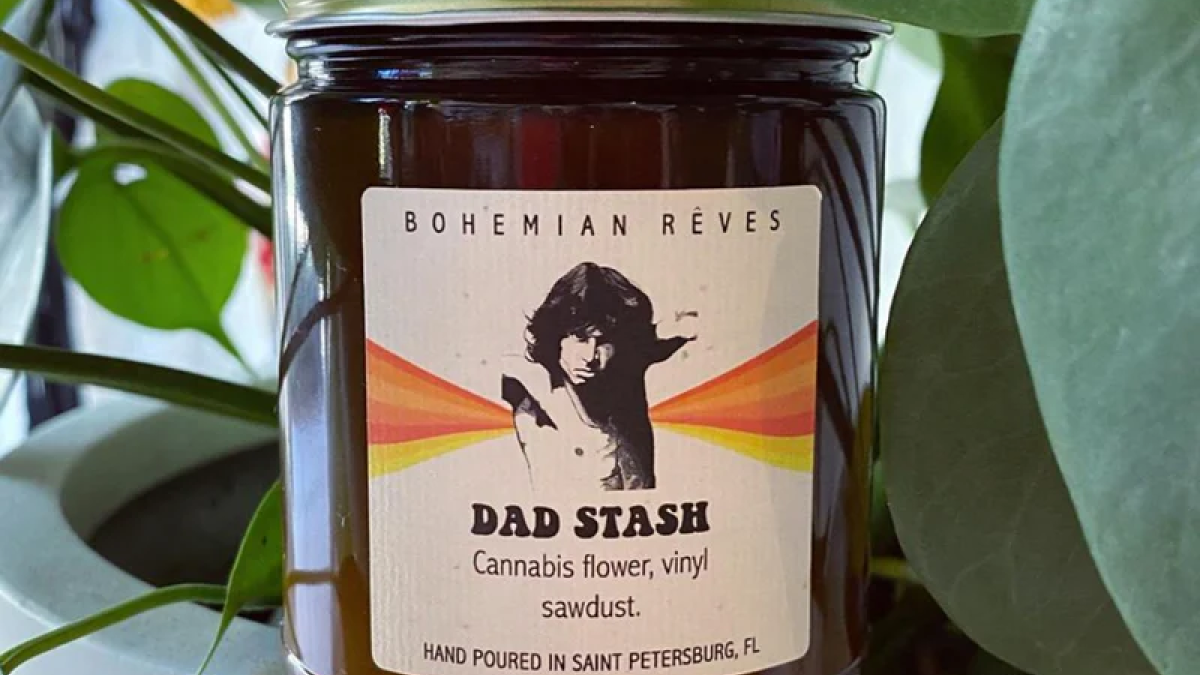 BOHEMIAN RÊVES
DAD STASH
Cannabis flower, vinyl
sawdust.
HAND POURED IN SAINT PETERSBURG, FL